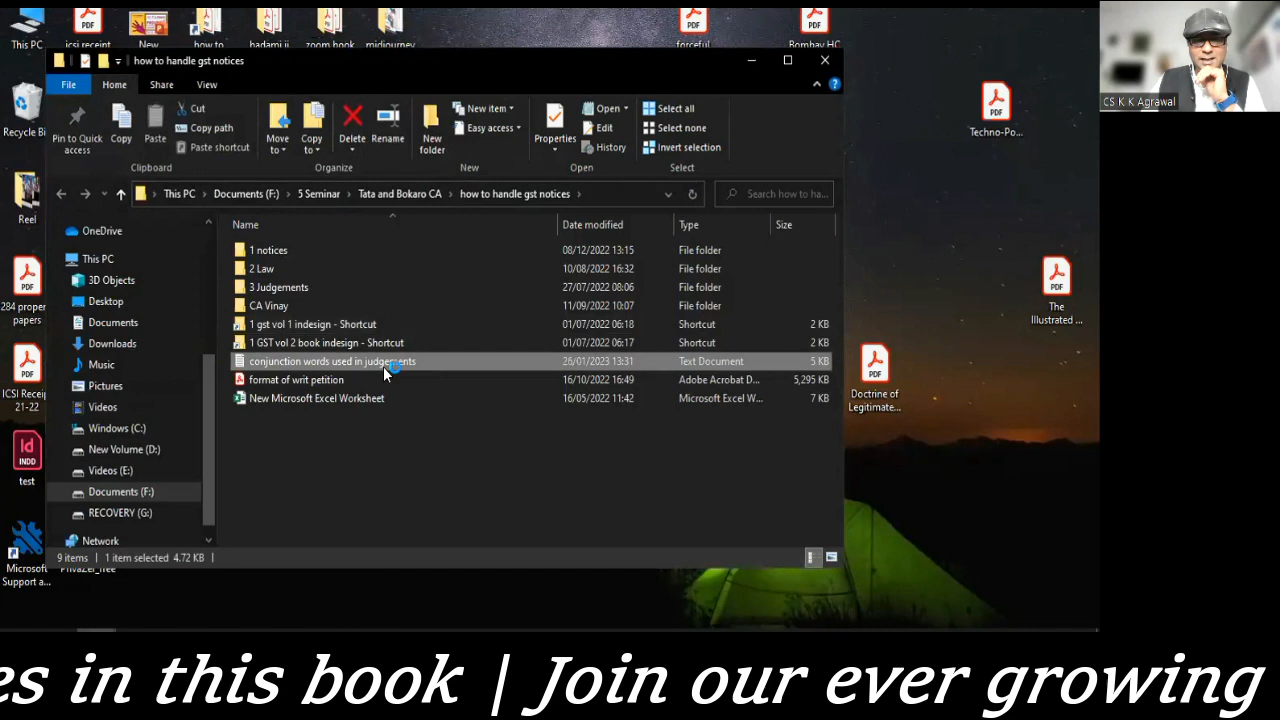 This PC
icsi receipt
New
how to
badami ji
zoom book
midjourney
forceful
Bombay HC
CS K K Agrawal
how to handle gst notices
File Home Share View
Pin to Quick access
Copy
Paste
Cut
Copy path
Paste shortcut
Move to
Copy to
Delete
Rename
New folder
New item
Easy access
Properties
Open
Edit
History
Select all
Select none
Invert selection
Clipboard Organize New Open Select
This PC > Documents (F:) > 5 Seminar > Tata and Bokaro CA > how to handle gst notices >
Search how to ha...
Name Date modified Type Size
1 notices 08/12/2022 13:15 File folder
2 Law 10/08/2022 16:32 File folder
3 Judgements 27/07/2022 08:06 File folder
CA Vinay 11/09/2022 10:07 File folder
1 gst vol 1 indesign - Shortcut 01/07/2022 06:18 Shortcut 2 KB
1 GST vol 2 book indesign - Shortcut 01/07/2022 06:17 Shortcut 2 KB
conjunction words used in judgements 26/01/2023 13:31 Text Document 5 KB
format of writ petition 16/10/2022 16:49 Adobe Acrobat D... 5,295 KB
New Microsoft Excel Worksheet 16/05/2022 11:42 Microsoft Excel W... 7 KB
OneDrive
This PC
3D Objects
Desktop
Documents
Downloads
Music
Pictures
Videos
Windows (C:)
New Volume (D:)
Videos (E:)
Documents (F:)
RECOVERY (G:)
Network
9 items 1 item selected 4.72 KB
Recycle Bi
Reel
284 proper
papers
ICSI Recei
21-22
Id
INDD
test
Microsoft
Support a...
PrivaZer_free
PDF
Techno-Po...
The
Illustrated ...
PDF
Doctrine of
Legitimate...
es in this book | Join our ever growing